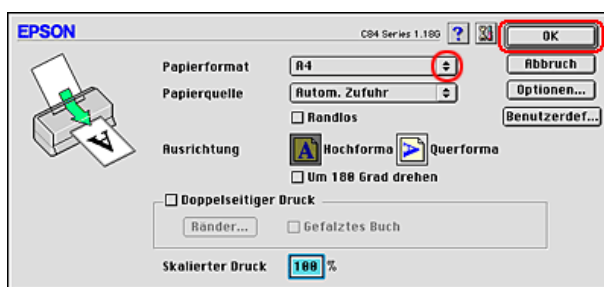 EPSON
C84 Series 1.18G
?
OK
Papierformat
A4
Abbruch
Papierquelle
Autom. Zufuhr
Optionen...
Randlos
Benutzerdef...
Ausrichtung
A
Hochforma
A
Querforma
A
Um 180 Grad drehen
Doppelseitiger Druck
Ränder...
Gefalztes Buch
Skalierter Druck
100 %